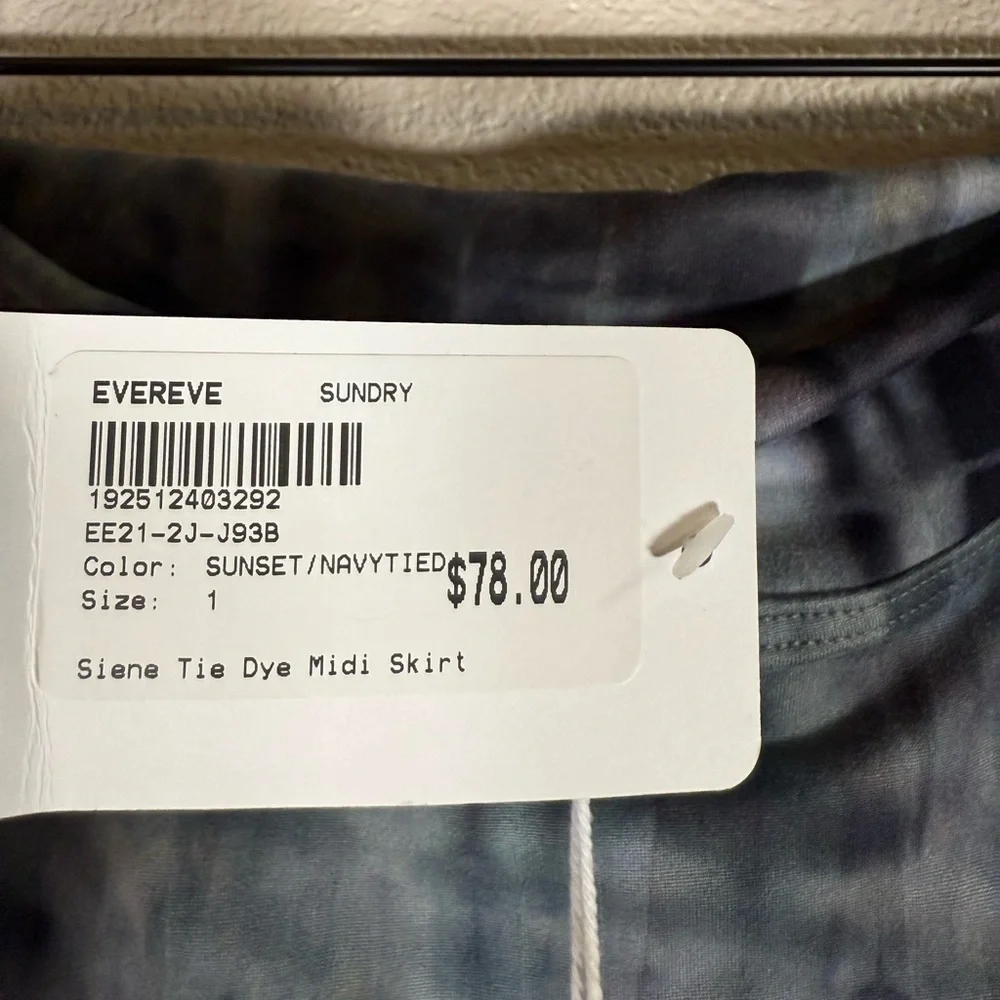 EVEREVE SUNDRY
192512403292
EE21-2J-J93B
Color: SUNSET/NAVYTIED $78.00
Size: 1
Siene Tie Dye Midi Skirt